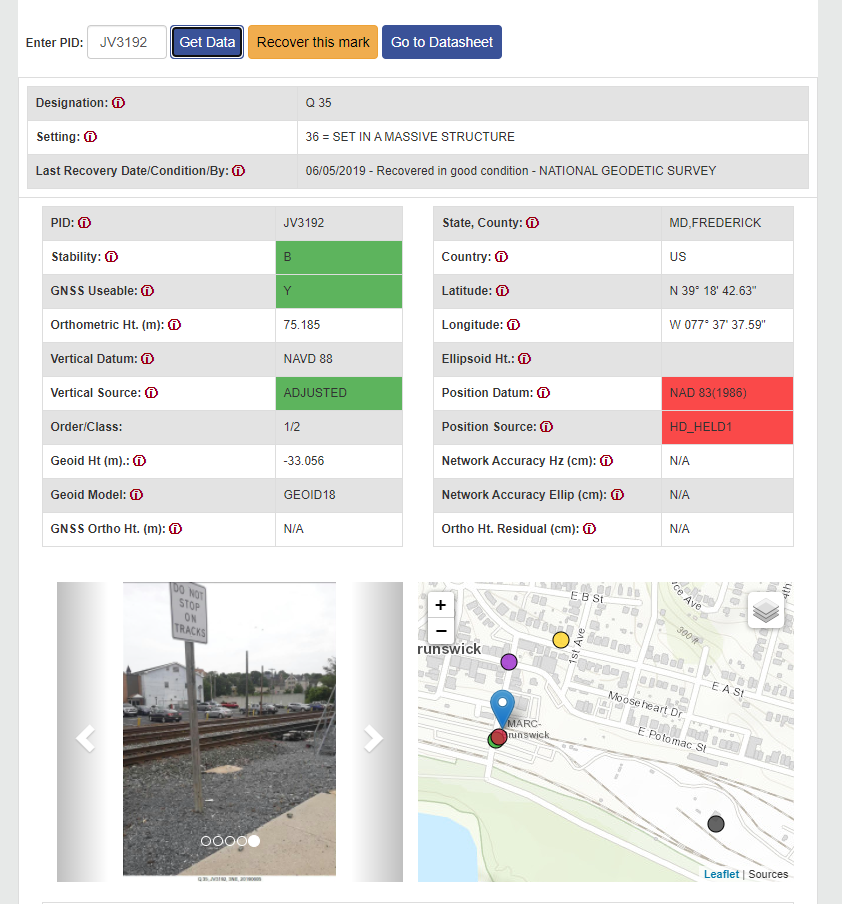 Enter PID: JV3192 Get Data Recover this mark Go to Datasheet
Designation: Q 35
Setting: 36 = SET IN A MASSIVE STRUCTURE
Last Recovery Date/Condition/By: 06/05/2019 - Recovered in good condition - NATIONAL GEODETIC SURVEY
PID: JV3192
Stability: B
GNSS Useable: Y
Orthometric Ht. (m): 75.185
Vertical Datum: NAVD 88
Vertical Source: ADJUSTED
Order/Class: 1/2
Geoid Ht (m).: -33.056
Geoid Model: GEOID18
GNSS Ortho Ht. (m): N/A
State, County: MD,FREDERICK
Country: US
Latitude: N 39° 18' 42.63"
Longitude: W 077° 37' 37.59"
Ellipsoid Ht.:
Position Datum: NAD 83(1986)
Position Source: HD_HELD1
Network Accuracy Hz (cm): N/A
Network Accuracy Ellip (cm): N/A
Ortho Ht. Residual (cm): N/A
DO NOT
STOP
ON
TRACKS
+
−
E B St
ce Ave
4th
1st Ave
300 ft
runswick
E A St
Mooseheart Dr
MARC-
runswick
E Potomac St
Leaflet | Sources